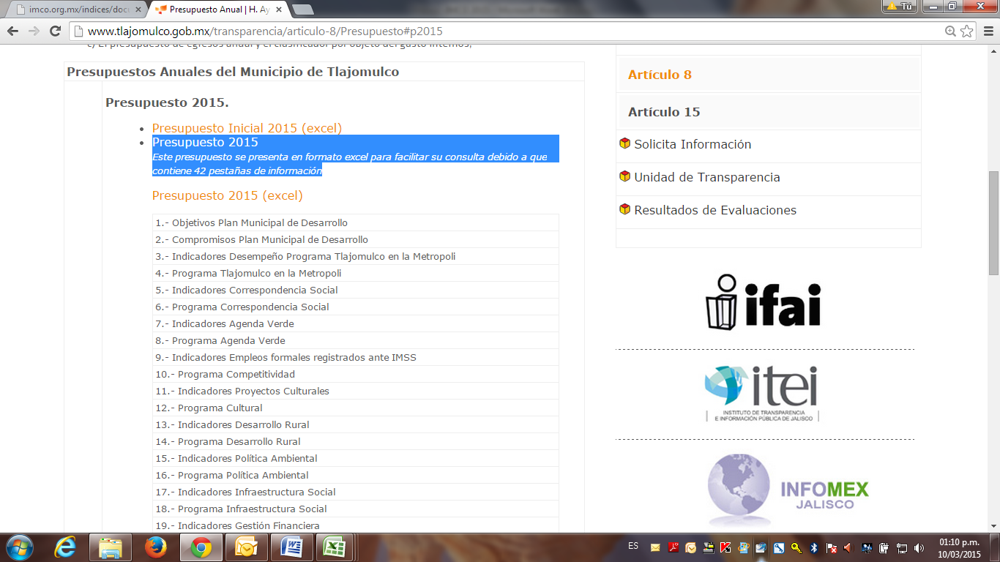 imco.org.mx/indices/docu
Presupuesto Anual | H. Ay
Tú
www.tlajomulco.gob.mx/transparencia/articulo-8/Presupuesto#p2015
c) El presupuesto de egresos anual y el clasificador por objeto del gasto internos;
Presupuestos Anuales del Municipio de Tlajomulco
Presupuesto 2015.
Presupuesto Inicial 2015 (excel)
Presupuesto 2015
Este presupuesto se presenta en formato excel para facilitar su consulta debido a que
contiene 42 pestañas de información
Presupuesto 2015 (excel)
1.- Objetivos Plan Municipal de Desarrollo
2.- Compromisos Plan Municipal de Desarrollo
3.- Indicadores Desempeño Programa Tlajomulco en la Metropoli
4.- Programa Tlajomulco en la Metropoli
5.- Indicadores Correspondencia Social
6.- Programa Correspondencia Social
7.- Indicadores Agenda Verde
8.- Programa Agenda Verde
9.- Indicadores Empleos formales registrados ante IMSS
10.- Programa Competitividad
11.- Indicadores Proyectos Culturales
12.- Programa Cultural
13.- Indicadores Desarrollo Rural
14.- Programa Desarrollo Rural
15.- Indicadores Política Ambiental
16.- Programa Política Ambiental
17.- Indicadores Infraestructura Social
18.- Programa Infraestructura Social
19.- Indicadores Gestión Financiera
Artículo 8
Artículo 15
Solicita Información
Unidad de Transparencia
Resultados de Evaluaciones
ifai
itei
INSTITUTO DE TRANSPARENCIA
E INFORMACIÓN PÚBLICA DE JALISCO
INFOMEX
JALISCO
ES
01:10 p.m.
10/03/2015